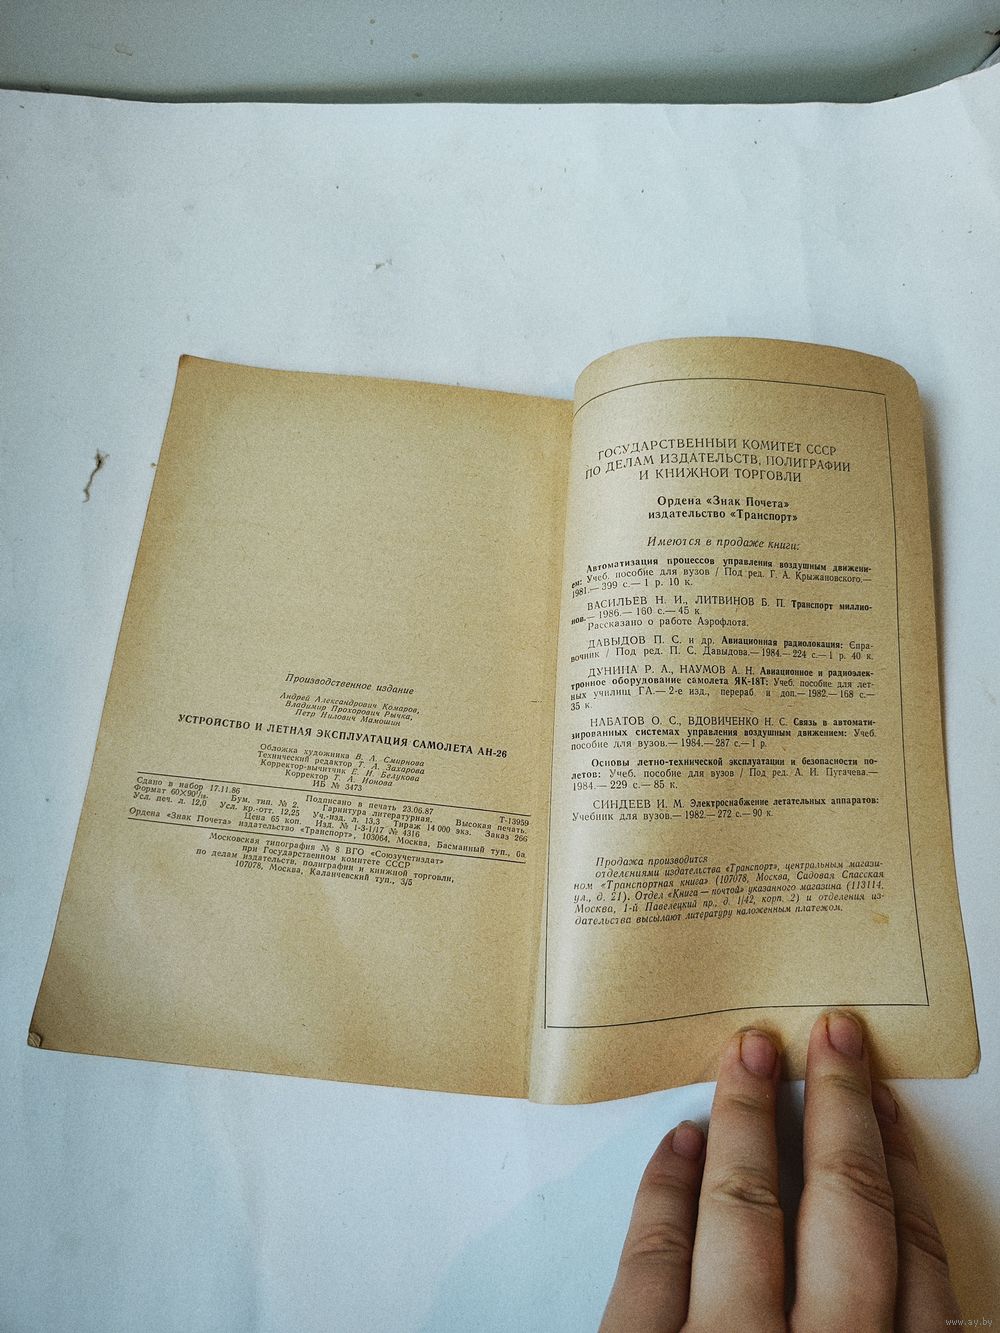 Производственное издание
Андрей Александрович Комаров,
Владимир Прохорович Рычка,
Петр Нилович Мамошин
УСТРОЙСТВО И ЛЕТНАЯ ЭКСПЛУАТАЦИЯ САМОЛЕТА АН-26
Обложка художника В. А. Смирнова
Технический редактор Т. А. Захарова
Корректор-вычитчик Е. И. Белукова
Корректор Т. А. Ионова
ИБ № 3473
Сдано в набор 17.11.86 Подписано в печать 23.06.87 Т-13959
Формат 60×90 1/16. Бум. тип. № 2. Гарнитура литературная. Высокая печать.
Усл. печ. л. 12,0 Усл. кр.-отт. 12,25 Уч.-изд. л. 13,3 Тираж 14 000 экз. Заказ 266
Цена 65 коп. Изд. № 1-3-1/17 № 4316
Ордена «Знак Почета» издательство «Транспорт», 103064, Москва, Басманный туп., 6а
Московская типография № 8 ВГО «Союзучетиздат»
при Государственном комитете СССР
по делам издательств, полиграфии и книжной торговли,
107078, Москва, Каланчевский туп., 3/5
ГОСУДАРСТВЕННЫЙ КОМИТЕТ СССР
ПО ДЕЛАМ ИЗДАТЕЛЬСТВ, ПОЛИГРАФИИ
И КНИЖНОЙ ТОРГОВЛИ
Ордена «Знак Почета»
издательство «Транспорт»
Имеются в продаже книги:
Автоматизация процессов управления воздушным движени-
ем: Учеб. пособие для вузов / Под ред. Г. А. Крыжановского.—
1981.— 399 с.— 1 р. 10 к.
ВАСИЛЬЕВ Н. И., ЛИТВИНОВ Б. П. Транспорт миллио-
нов.— 1986.— 160 с.— 45 к.
Рассказано о работе Аэрофлота.
ДАВЫДОВ П. С. и др. Авиационная радиолокация: Спра-
вочник / Под ред. П. С. Давыдова.— 1984.— 224 с.— 1 р. 40 к.
ДУНИНА Р. А., НАУМОВ А. Н. Авиационное и радиоэлек-
тронное оборудование самолета ЯК-18Т: Учеб. пособие для лет-
ных училищ ГА.— 2-е изд., перераб. и доп.— 1982.— 168 с.—
35 к.
НАБАТОВ О. С., ВДОВИЧЕНКО Н. С. Связь в автомати-
зированных системах управления воздушным движением: Учеб.
пособие для вузов.— 1984.— 287 с.— 1 р.
Основы летно-технической эксплуатации и безопасности по-
летов: Учеб. пособие для вузов / Под ред. А. И. Пугачева.—
1984.— 229 с.— 85 к.
СИНДЕЕВ И. М. Электроснабжение летательных аппаратов:
Учебник для вузов.— 1982.— 272 с.— 90 к.
Продажа производится
отделениями издательства «Транспорт», центральным магази-
ном «Транспортная книга» (107078, Москва, Садовая Спасская
ул., д. 21). Отдел «Книга — почтой» указанного магазина (113114,
Москва, 1-й Павелецкий пр., д. 1/42, корп. 2) и отделения из-
дательства высылают литературу наложенным платежом.
www.ay.by